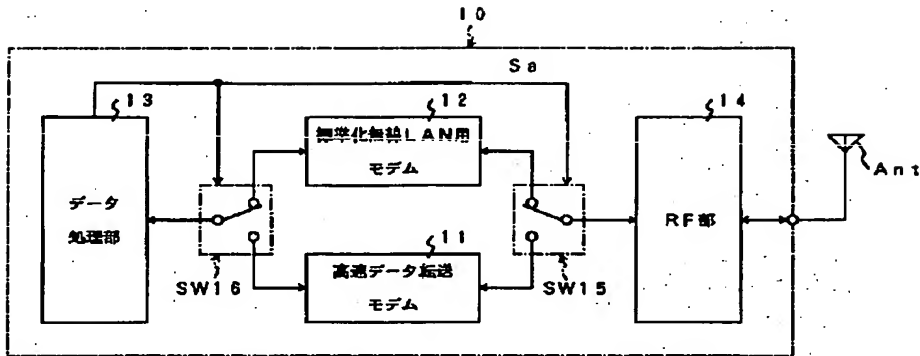 10
Sa
13
12
14
標準化無線LAN用
モデム
Ant
データ
処理部
RF部
11
SW16
高速データ転送
モデム
SW15